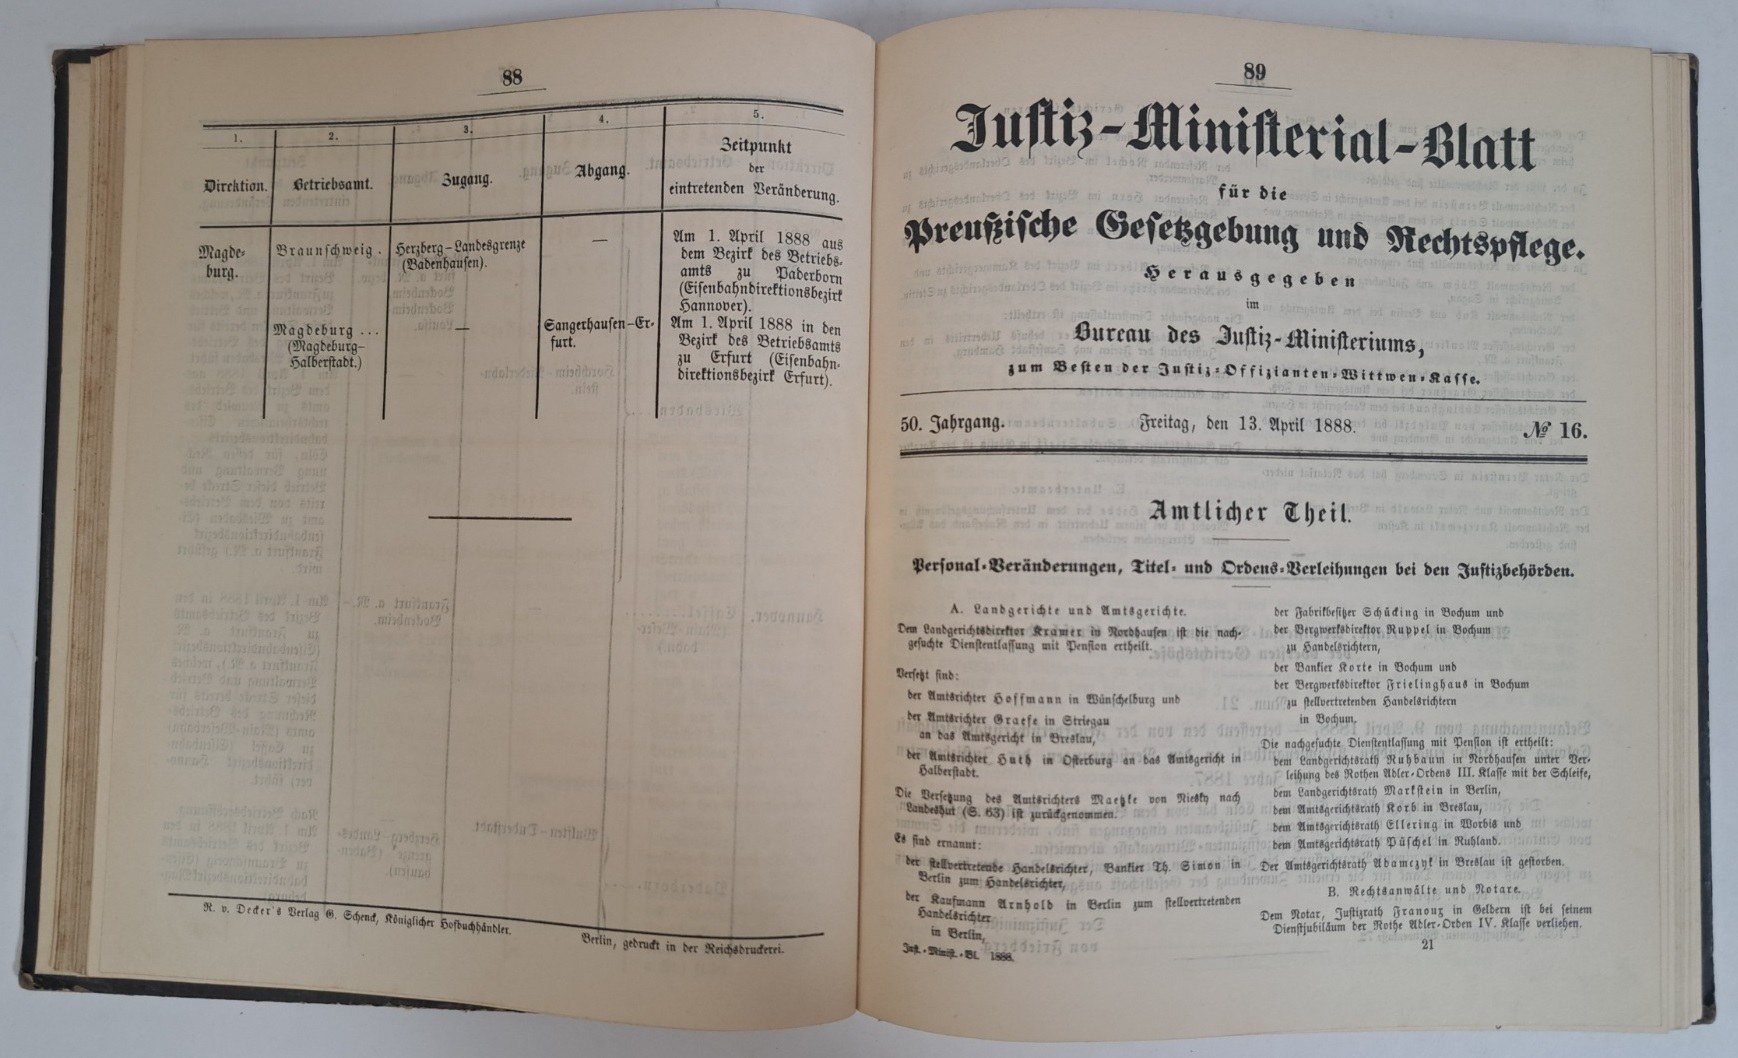 88
1. 2. 3. 4. 5.
Direktion. Betriebsamt. Zugang. Abgang. Zeitpunkt
der
eintretenden Veränderung.
Magde-
burg.
Braunschweig .
Herzberg–Landesgrenze
(Badenhausen).
—
Am 1. April 1888 aus
dem Bezirk des Betriebs-
amts zu Paderborn
(Eisenbahndirektionsbezirk
Hannover).
Magdeburg ...
(Magdeburg-
Halberstadt.)
—
Sangerhausen–Er-
furt.
Am 1. April 1888 in den
Bezirk des Betriebsamts
zu Erfurt (Eisenbahn-
direktionsbezirk Erfurt).
R. v. Decker's Verlag G. Schenck, Königlicher Hofbuchhändler.
Berlin, gedruckt in der Reichsdruckerei.
89
Justiz-Ministerial-Blatt
für die
Preußische Gesetzgebung und Rechtspflege.
Herausgegeben
im
Bureau des Justiz-Ministeriums,
zum Besten der Justiz-Offizianten-Wittwen-Kasse.
50. Jahrgang. Freitag, den 13. April 1888. № 16.
Amtlicher Theil.
Personal-Veränderungen, Titel- und Ordens-Verleihungen bei den Justizbehörden.
A. Landgerichte und Amtsgerichte.
Dem Landgerichtsdirektor Kramer in Nordhausen ist die nach-
gesuchte Dienstentlassung mit Pension ertheilt.
Versetzt sind:
der Amtsrichter Hoffmann in Wünschelburg und
der Amtsrichter Graefe in Striegau
an das Amtsgericht in Breslau,
der Amtsrichter Huth in Osterburg an das Amtsgericht in
Halberstadt.
Die Versetzung des Amtsrichters Maetzke von Niesky nach
Landeshut (S. 63) ist zurückgenommen.
Es sind ernannt:
der stellvertretende Handelsrichter, Bankier Th. Simon in
Berlin zum Handelsrichter,
der Kaufmann Arnhold in Berlin zum stellvertretenden
Handelsrichter
in Berlin,
Just.-Minist.-Bl. 1888.
der Fabrikbesitzer Schücking in Bochum und
der Bergwerksdirektor Ruppel in Bochum
zu Handelsrichtern,
der Bankier Korte in Bochum und
der Bergwerksdirektor Frielinghaus in Bochum
zu stellvertretenden Handelsrichtern
in Bochum.
Die nachgesuchte Dienstentlassung mit Pension ist ertheilt:
dem Landgerichtsrath Ruhbaum in Nordhausen unter Ver-
leihung des Rothen Adler-Ordens III. Klasse mit der Schleife,
dem Landgerichtsrath Markstein in Berlin,
dem Amtsgerichtsrath Korb in Breslau,
dem Amtsgerichtsrath Ellering in Worbis und
dem Amtsgerichtsrath Püschel in Ruhland.
Der Amtsgerichtsrath Adamczyk in Breslau ist gestorben.
B. Rechtsanwälte und Notare.
Dem Notar, Justizrath Franoux in Geldern ist bei seinem
Dienstjubiläum der Rothe Adler-Orden IV. Klasse verliehen.
21